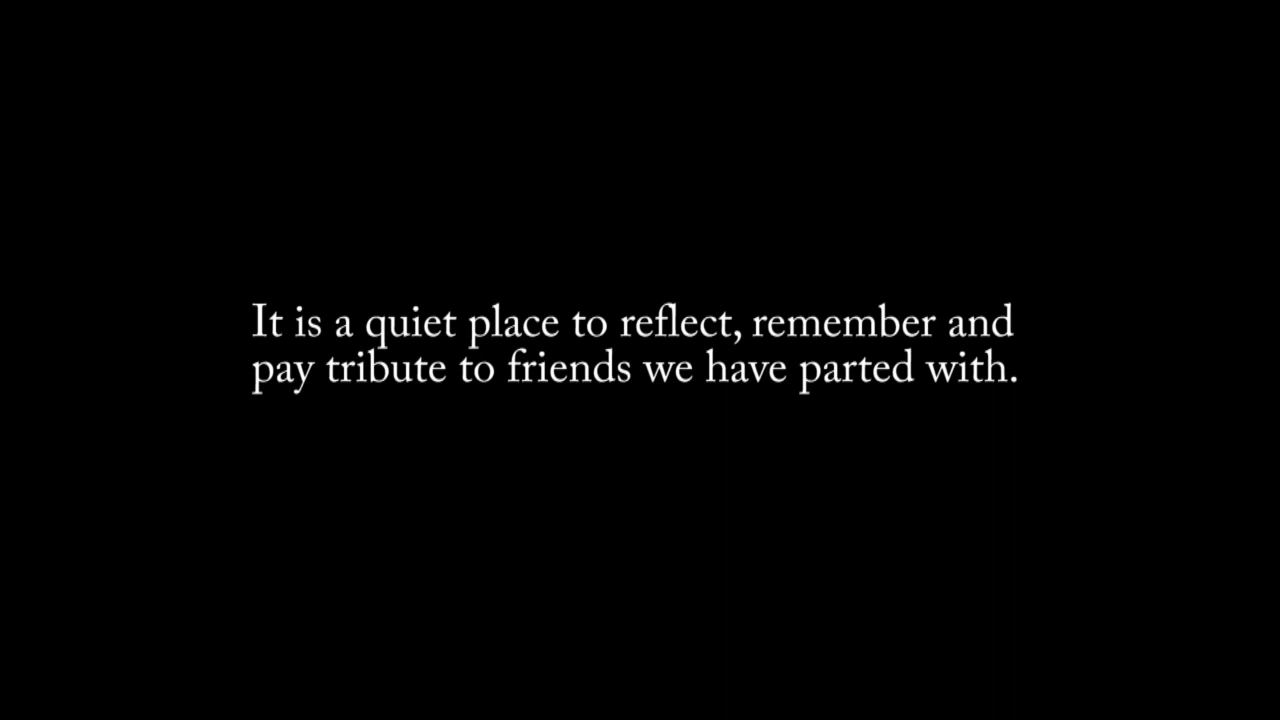 It is a quiet place to reflect, remember and
pay tribute to friends we have parted with.